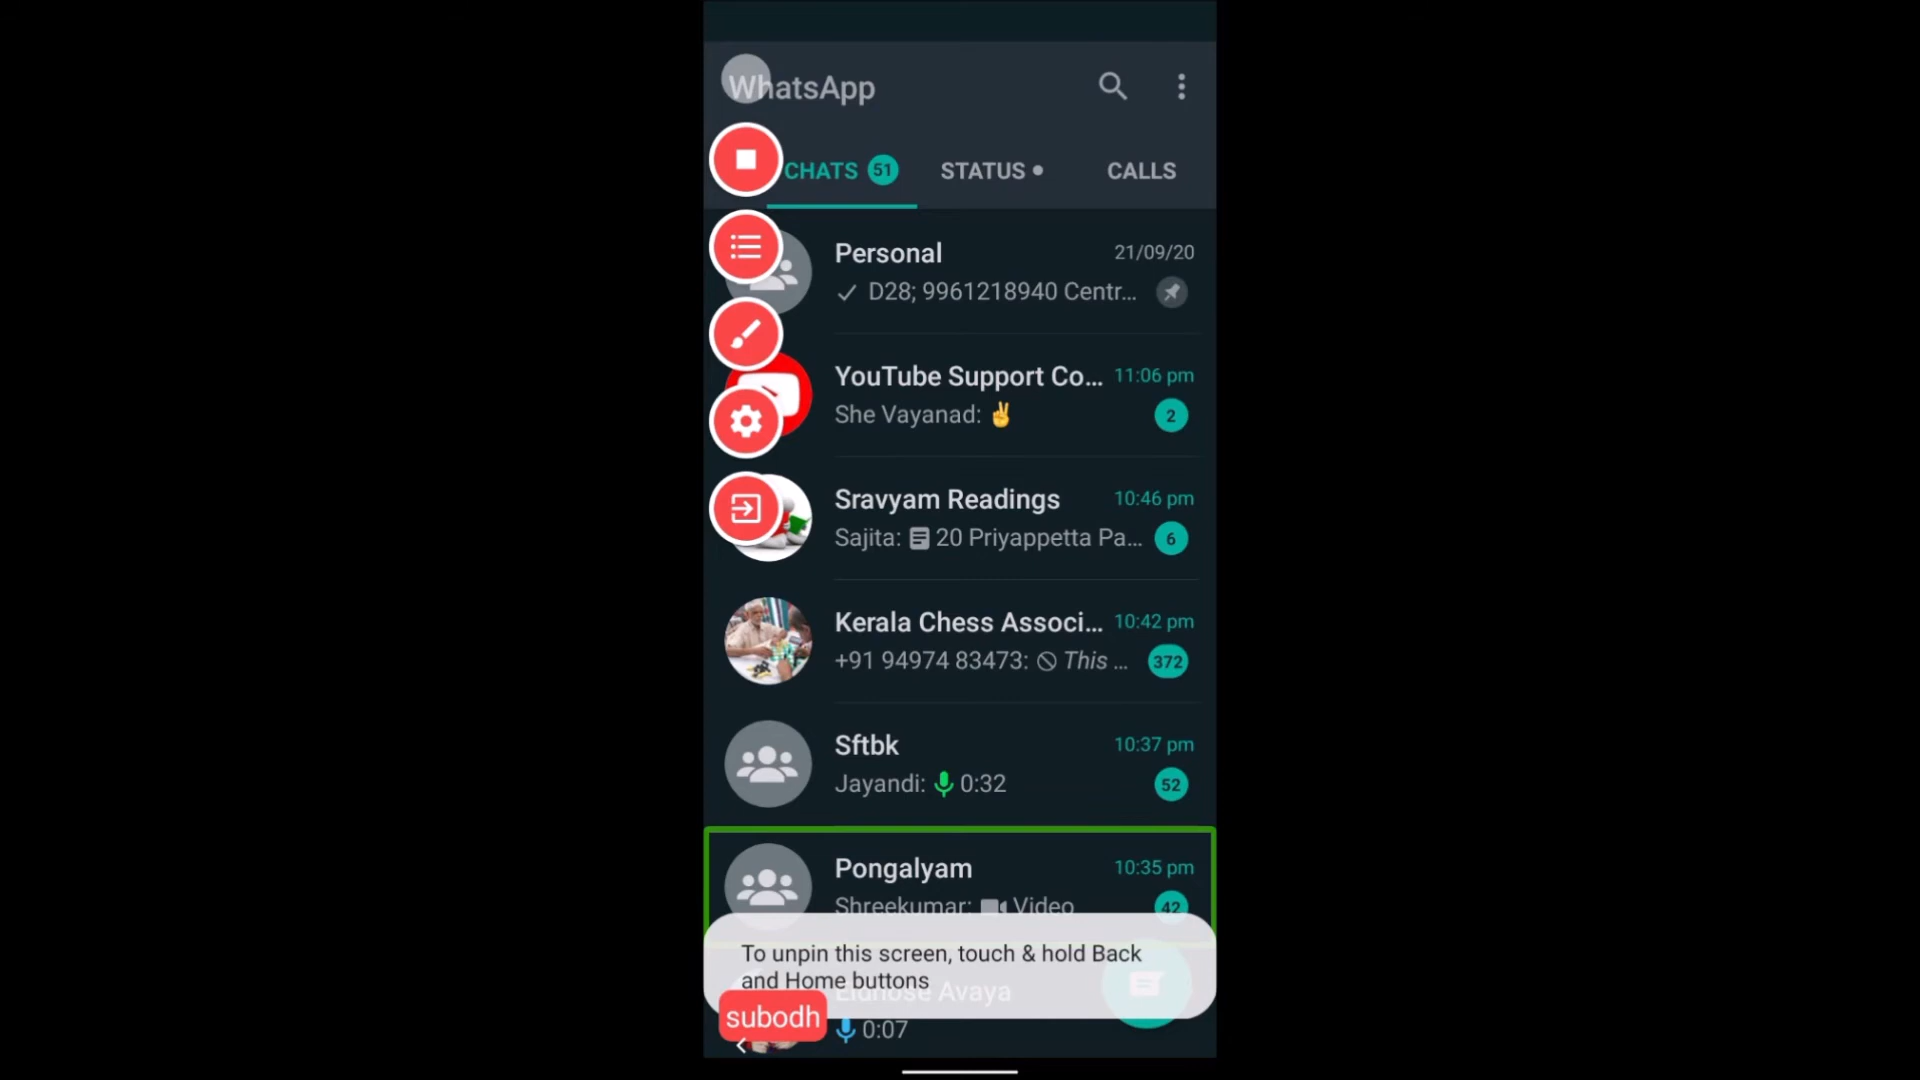 WhatsApp
CHATS 51 STATUS CALLS
Personal 21/09/20
D28; 9961218940 Centr...
YouTube Support Co... 11:06 pm
She Vayanad: ✌ 2
Sravyam Readings 10:46 pm
Sajita: 20 Priyappetta Pa... 6
Kerala Chess Associ... 10:42 pm
+91 94974 83473: This ... 372
Sftbk 10:37 pm
Jayandi: 0:32 52
Pongalyam 10:35 pm
Shreekumar: Video 42
To unpin this screen, touch & hold Back
and Home buttons
Eldhose Avaya
subodh
0:07